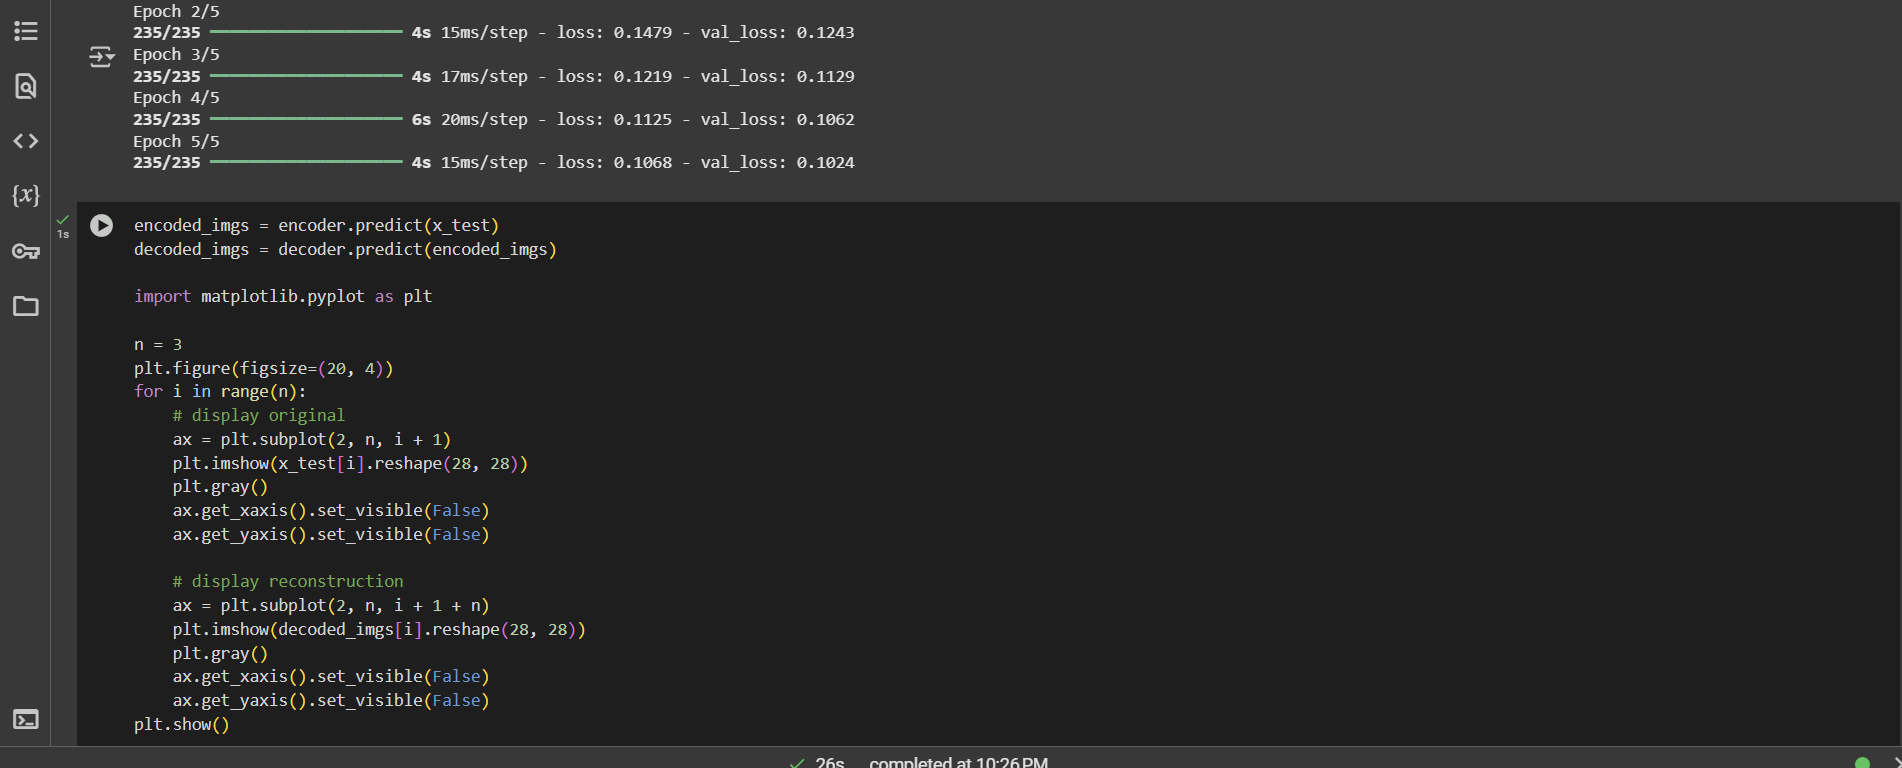 Epoch 2/5
235/235 4s 15ms/step - loss: 0.1479 - val_loss: 0.1243
Epoch 3/5
235/235 4s 17ms/step - loss: 0.1219 - val_loss: 0.1129
Epoch 4/5
235/235 6s 20ms/step - loss: 0.1125 - val_loss: 0.1062
Epoch 5/5
235/235 4s 15ms/step - loss: 0.1068 - val_loss: 0.1024
{x}
1s
encoded_imgs = encoder.predict(x_test)
decoded_imgs = decoder.predict(encoded_imgs)
import matplotlib.pyplot as plt
n = 3
plt.figure(figsize=(20, 4))
for i in range(n):
    # display original
    ax = plt.subplot(2, n, i + 1)
    plt.imshow(x_test[i].reshape(28, 28))
    plt.gray()
    ax.get_xaxis().set_visible(False)
    ax.get_yaxis().set_visible(False)
    # display reconstruction
    ax = plt.subplot(2, n, i + 1 + n)
    plt.imshow(decoded_imgs[i].reshape(28, 28))
    plt.gray()
    ax.get_xaxis().set_visible(False)
    ax.get_yaxis().set_visible(False)
plt.show()
26s completed at 10:26 PM